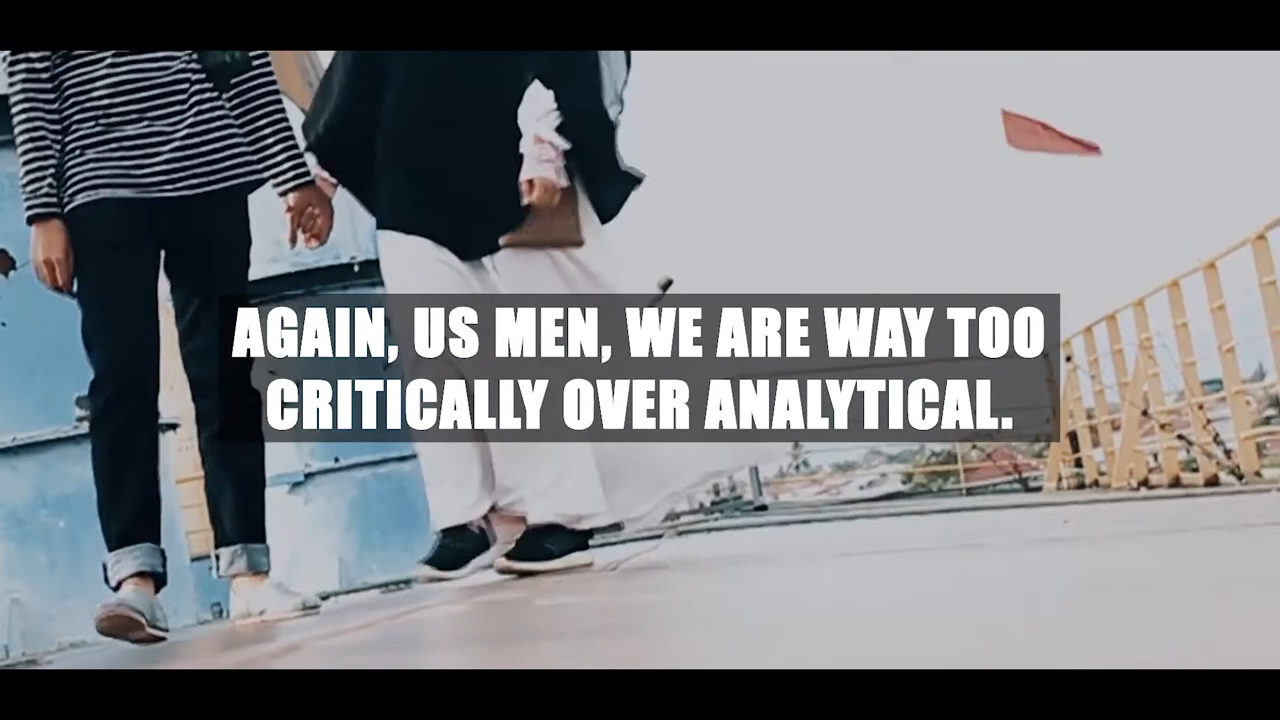 AGAIN, US MEN, WE ARE WAY TOO
CRITICALLY OVER ANALYTICAL.